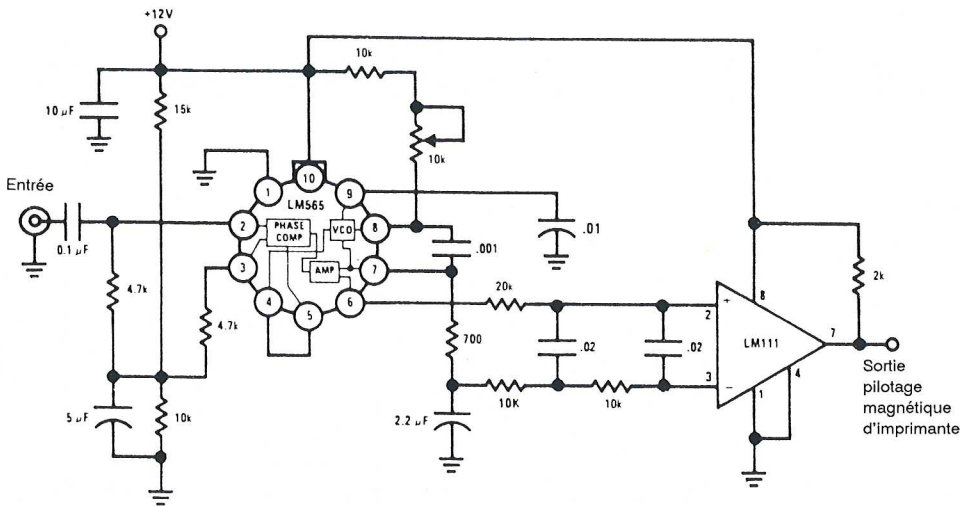 +12V
10k
10 µF
15k
10k
Entrée
0.1 µF
1
10
9
LM565
2
PHASE
COMP
VCO
8
.01
.001
3
AMP
7
4
5
6
4.7k
4.7k
20k
2k
700
.02
.02
2
+
8
LM111
7
3
−
4
1
5 µF
10k
2.2 µF
10K
10k
Sortie
pilotage
magnétique
d'imprimante